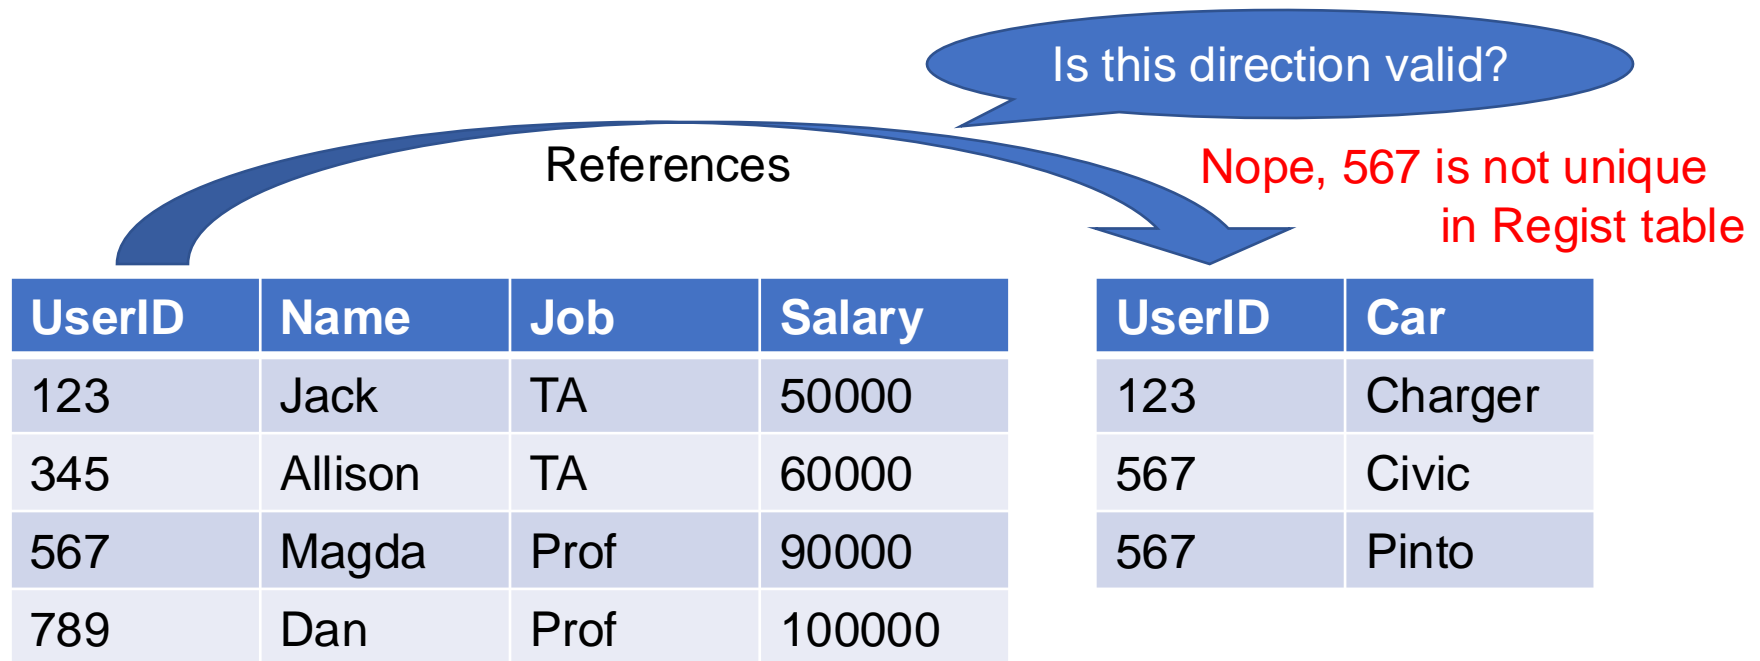 Is this direction valid?
References
Nope, 567 is not unique
in Regist table
UserID Name Job Salary
123 Jack TA 50000
345 Allison TA 60000
567 Magda Prof 90000
789 Dan Prof 100000
UserID Car
123 Charger
567 Civic
567 Pinto